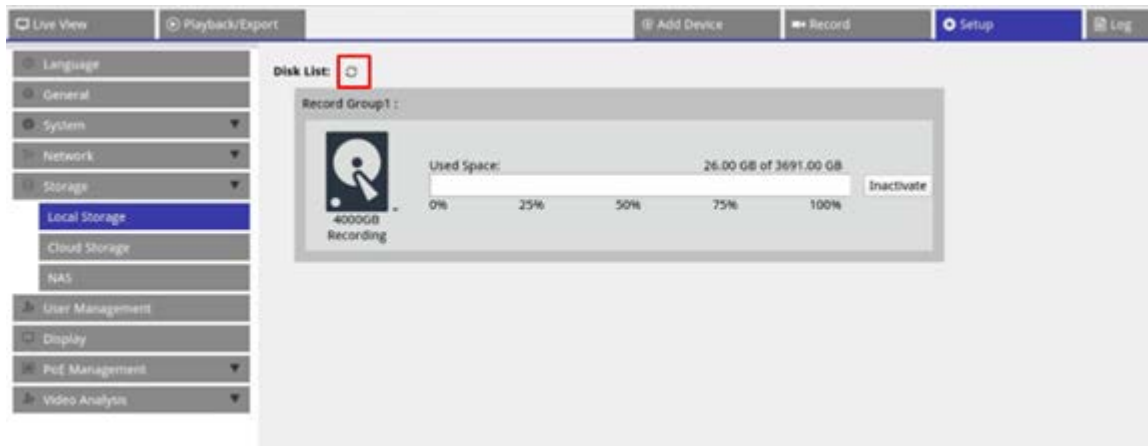 Live View
Playback/Export
Add Device
Record
Setup
Log
Language
General
System
Network
Storage
Local Storage
Cloud Storage
NAS
User Management
Display
PoE Management
Video Analysis
Disk List:
Record Group1 :
4000GB
Recording
Used Space: 26.00 GB of 3691.00 GB
0% 25% 50% 75% 100%
Inactivate